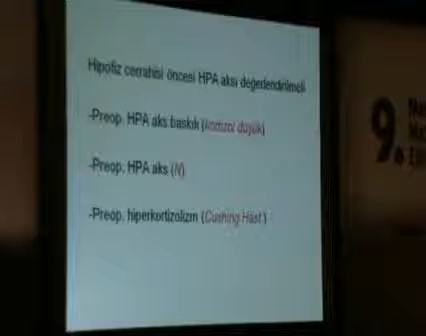 Hipofiz cerrahisi öncesi HPA aksı değerlendirilmeli
-Preop. HPA aks baskılı (kortizol düşük)
-Preop. HPA aks (N)
-Preop. hiperkortizolizm (Cushing Hast.)
9.